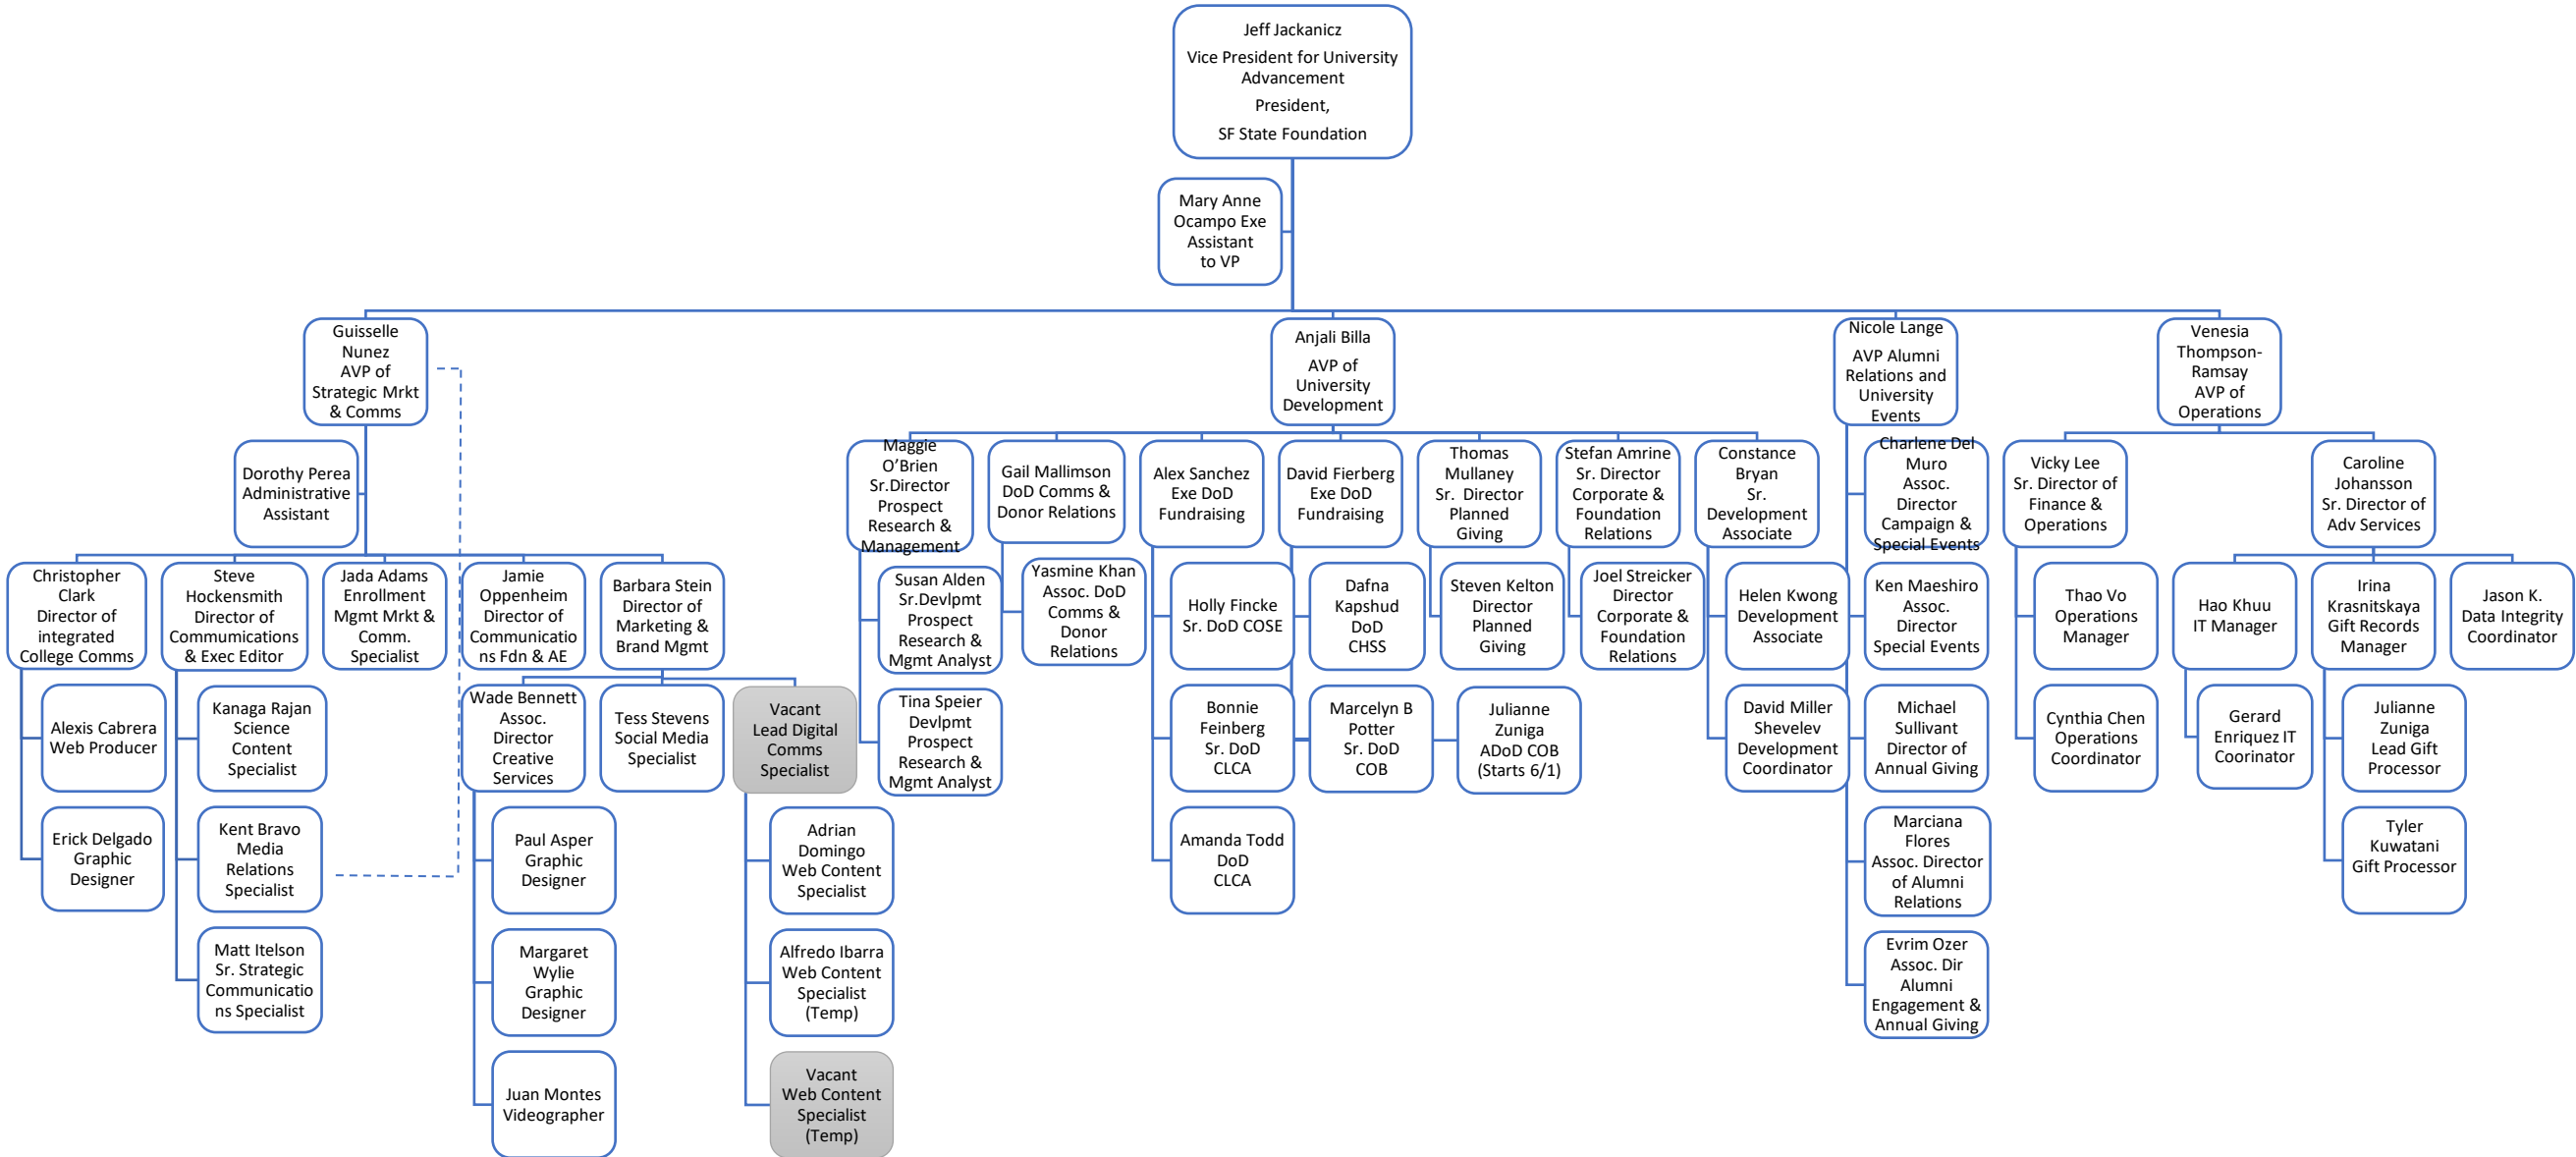 Jeff Jackanicz
Vice President for University
Advancement
President,
SF State Foundation
Mary Anne
Ocampo Exe
Assistant
to VP
Guisselle
Nunez
AVP of
Strategic Mrkt
& Comms
Anjali Billa
AVP of
University
Development
Nicole Lange
AVP Alumni
Relations and
University
Events
Venesia
Thompson-
Ramsay
AVP of
Operations
Dorothy Perea
Administrative
Assistant
Maggie
O’Brien
Sr.Director
Prospect
Research &
Management
Gail Mallimson
DoD Comms &
Donor Relations
Alex Sanchez
Exe DoD
Fundraising
David Fierberg
Exe DoD
Fundraising
Thomas
Mullaney
Sr. Director
Planned
Giving
Stefan Amrine
Sr. Director
Corporate &
Foundation
Relations
Constance
Bryan
Sr.
Development
Associate
Charlene Del
Muro
Assoc.
Director
Campaign &
Special Events
Vicky Lee
Sr. Director of
Finance &
Operations
Caroline
Johansson
Sr. Director of
Adv Services
Christopher
Clark
Director of
integrated
College Comms
Steve
Hockensmith
Director of
Commumications
& Exec Editor
Jada Adams
Enrollment
Mgmt Mrkt &
Comm.
Specialist
Jamie
Oppenheim
Director of
Communicatio
ns Fdn & AE
Barbara Stein
Director of
Marketing &
Brand Mgmt
Susan Alden
Sr.Devlpmt
Prospect
Research &
Mgmt Analyst
Yasmine Khan
Assoc. DoD
Comms &
Donor
Relations
Holly Fincke
Sr. DoD COSE
Dafna
Kapshud
DoD
CHSS
Steven Kelton
Director
Planned
Giving
Joel Streicker
Director
Corporate &
Foundation
Relations
Helen Kwong
Development
Associate
Ken Maeshiro
Assoc.
Director
Special Events
Thao Vo
Operations
Manager
Hao Khuu
IT Manager
Irina
Krasnitskaya
Gift Records
Manager
Jason K.
Data Integrity
Coordinator
Alexis Cabrera
Web Producer
Kanaga Rajan
Science
Content
Specialist
Wade Bennett
Assoc.
Director
Creative
Services
Tess Stevens
Social Media
Specialist
Vacant
Lead Digital
Comms
Specialist
Tina Speier
Devlpmt
Prospect
Research &
Mgmt Analyst
Bonnie
Feinberg
Sr. DoD
CLCA
Marcelyn B
Potter
Sr. DoD
COB
Julianne
Zuniga
ADoD COB
(Starts 6/1)
David Miller
Shevelev
Development
Coordinator
Michael
Sullivant
Director of
Annual Giving
Cynthia Chen
Operations
Coordinator
Gerard
Enriquez IT
Coorinator
Julianne
Zuniga
Lead Gift
Processor
Erick Delgado
Graphic
Designer
Kent Bravo
Media
Relations
Specialist
Paul Asper
Graphic
Designer
Adrian
Domingo
Web Content
Specialist
Amanda Todd
DoD
CLCA
Marciana
Flores
Assoc. Director
of Alumni
Relations
Tyler
Kuwatani
Gift Processor
Matt Itelson
Sr. Strategic
Communicatio
ns Specialist
Margaret
Wylie
Graphic
Designer
Alfredo Ibarra
Web Content
Specialist
(Temp)
Evrim Ozer
Assoc. Dir
Alumni
Engagement &
Annual Giving
Juan Montes
Videographer
Vacant
Web Content
Specialist
(Temp)